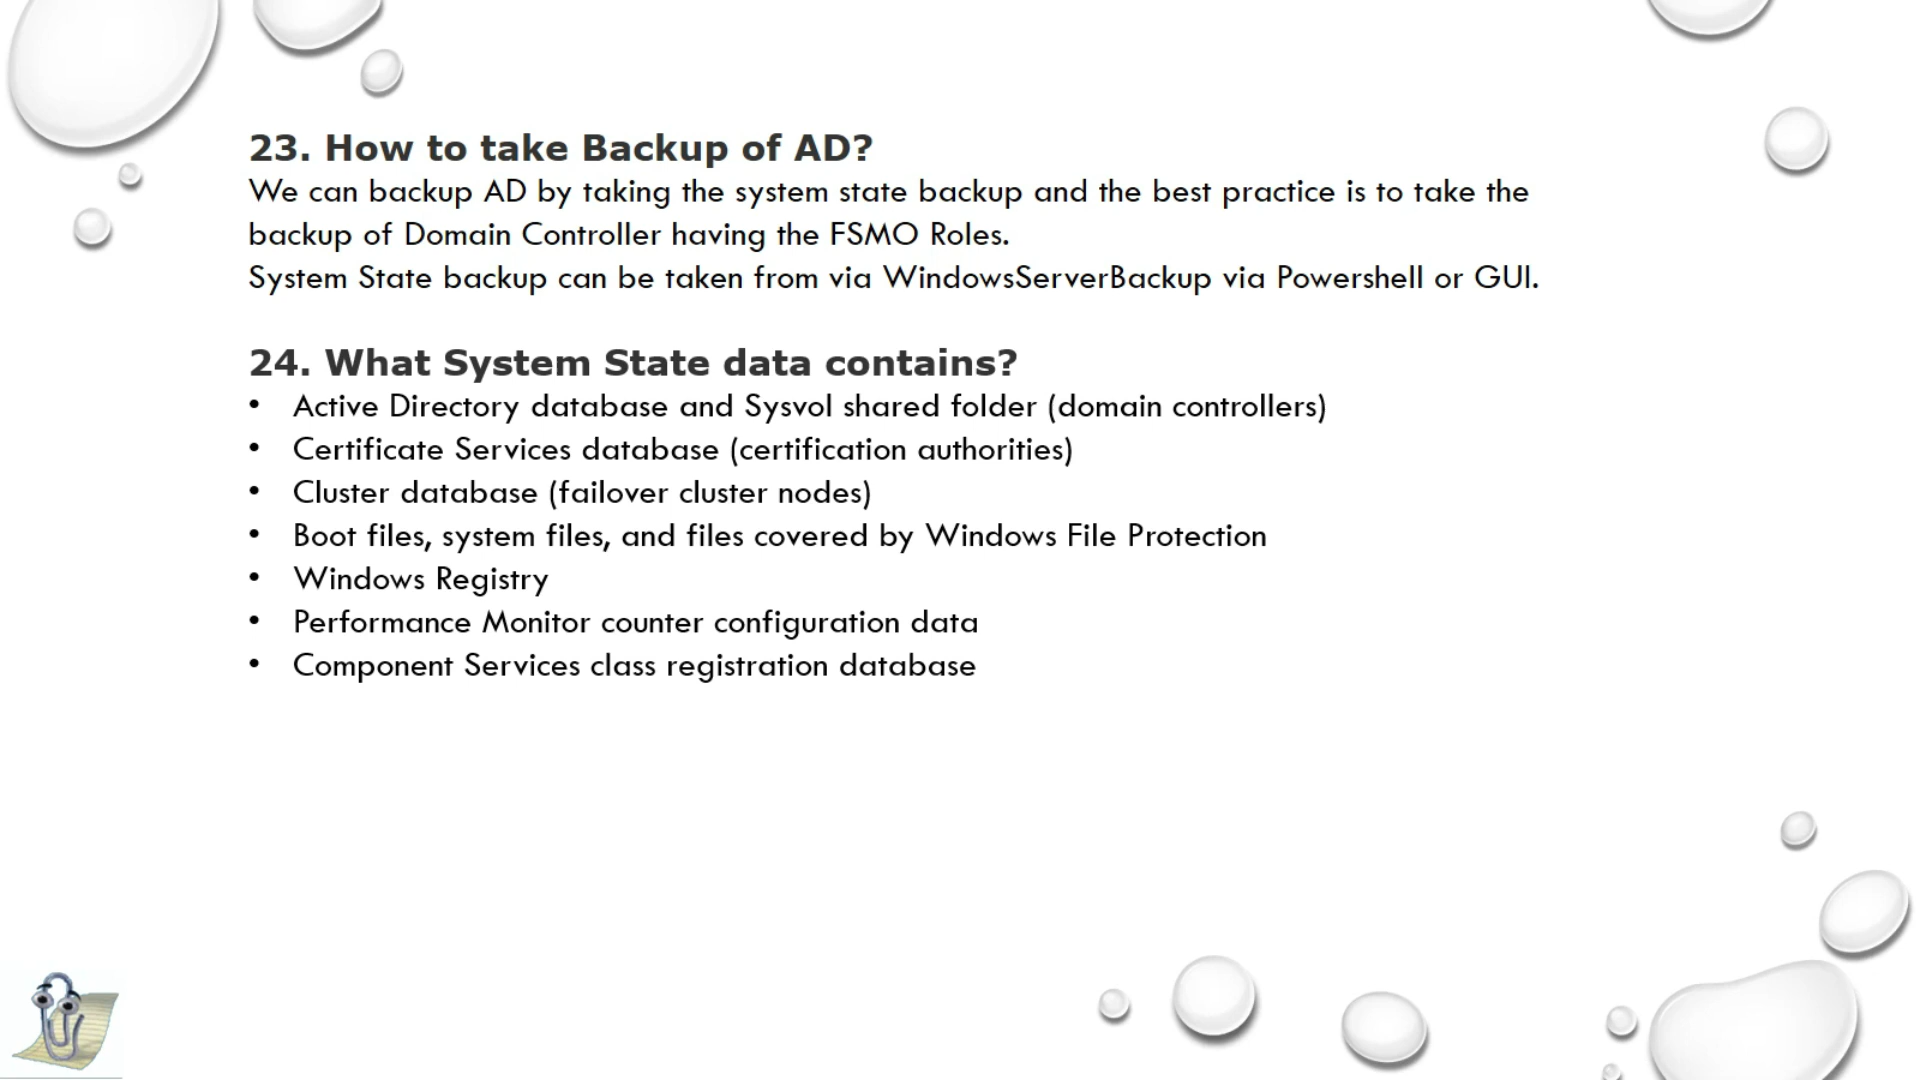 23. How to take Backup of AD?
We can backup AD by taking the system state backup and the best practice is to take the
backup of Domain Controller having the FSMO Roles.
System State backup can be taken from via WindowsServerBackup via Powershell or GUI.
24. What System State data contains?
• Active Directory database and Sysvol shared folder (domain controllers)
• Certificate Services database (certification authorities)
• Cluster database (failover cluster nodes)
• Boot files, system files, and files covered by Windows File Protection
• Windows Registry
• Performance Monitor counter configuration data
• Component Services class registration database